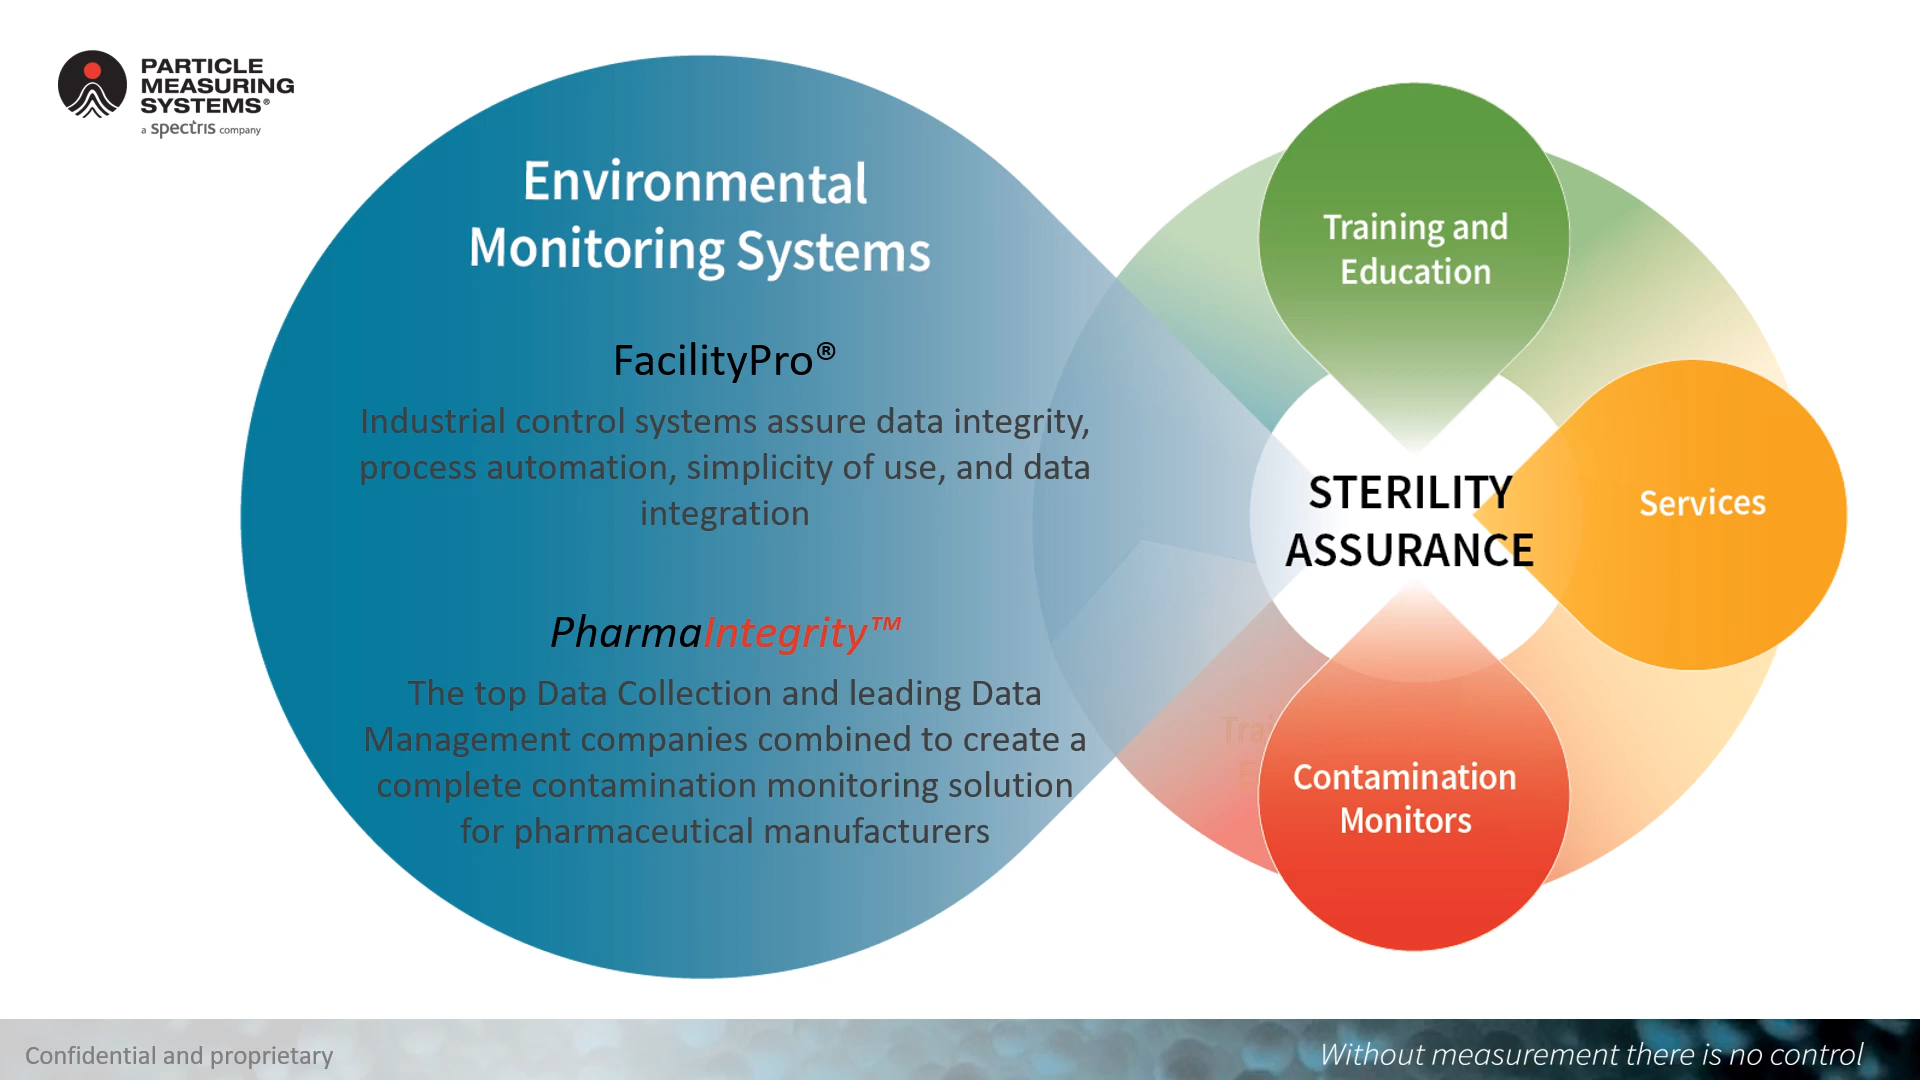 PARTICLE
MEASURING
SYSTEMS®
a spectris company
Environmental
Monitoring Systems
FacilityPro®
Industrial control systems assure data integrity,
process automation, simplicity of use, and data
integration
PharmaIntegrity™
The top Data Collection and leading Data
Management companies combined to create a
complete contamination monitoring solution
for pharmaceutical manufacturers
Training and
Education
STERILITY
ASSURANCE
Services
Contamination
Monitors
Confidential and proprietary
Without measurement there is no control